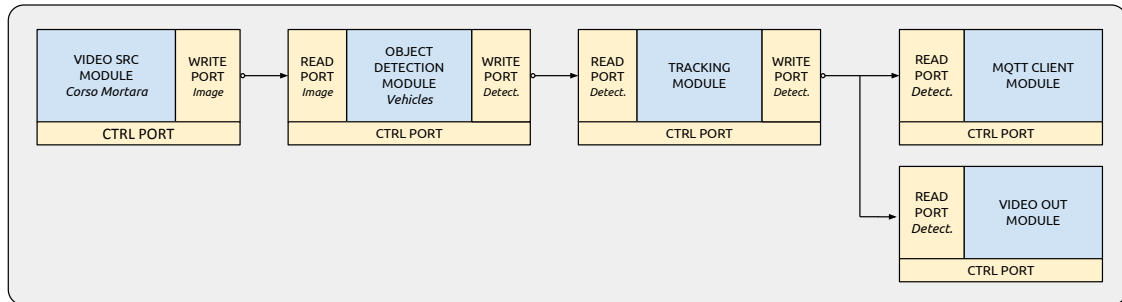 VIDEO SRC
MODULE
Corso Mortara
WRITE
PORT
Image
CTRL PORT
READ
PORT
Image
OBJECT
DETECTION
MODULE
Vehicles
WRITE
PORT
Detect.
CTRL PORT
READ
PORT
Detect.
TRACKING
MODULE
WRITE
PORT
Detect.
CTRL PORT
READ
PORT
Detect.
MQTT CLIENT
MODULE
CTRL PORT
READ
PORT
Detect.
VIDEO OUT
MODULE
CTRL PORT